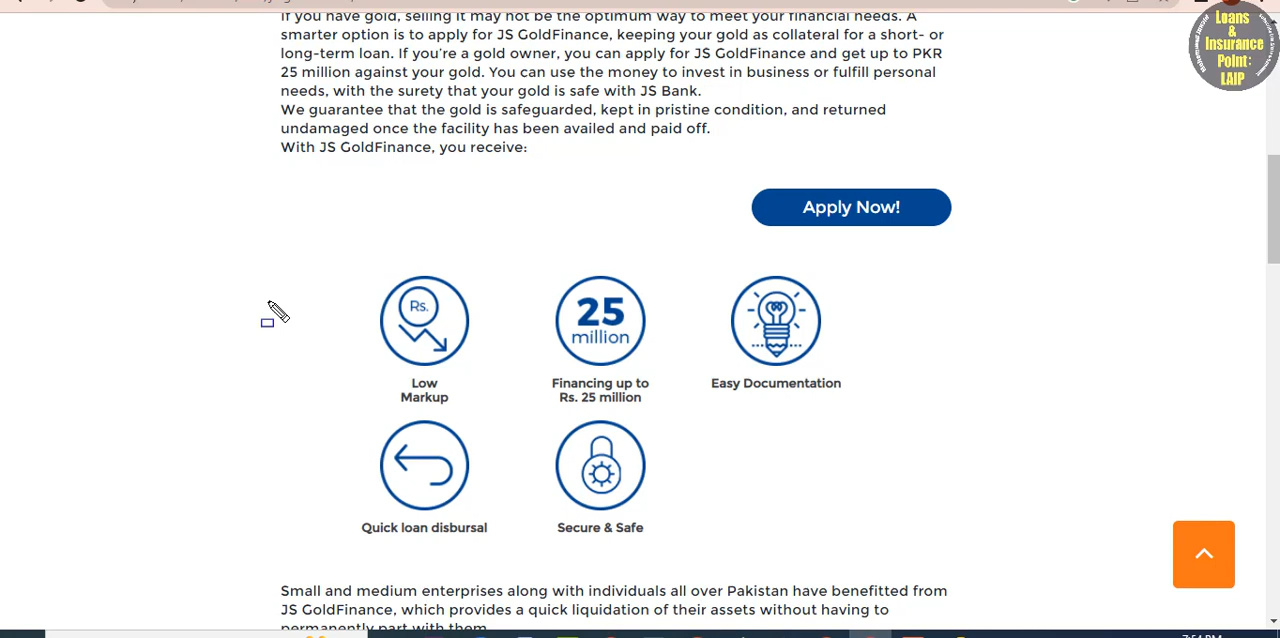 If you have gold, selling it may not be the optimum way to meet your financial needs. A
smarter option is to apply for JS GoldFinance, keeping your gold as collateral for a short- or
long-term loan. If you're a gold owner, you can apply for JS GoldFinance and get up to PKR
25 million against your gold. You can use the money to invest in business or fulfill personal
needs, with the surety that your gold is safe with JS Bank.
We guarantee that the gold is safeguarded, kept in pristine condition, and returned
undamaged once the facility has been availed and paid off.
With JS GoldFinance, you receive:
Loans
&
Insurance
Point:
LAIP
Apply Now!
Rs.
25
million
Low
Markup
Financing up to
Rs. 25 million
Easy Documentation
Quick loan disbursal
Secure & Safe
Small and medium enterprises along with individuals all over Pakistan have benefitted from
JS GoldFinance, which provides a quick liquidation of their assets without having to
permanently part with them